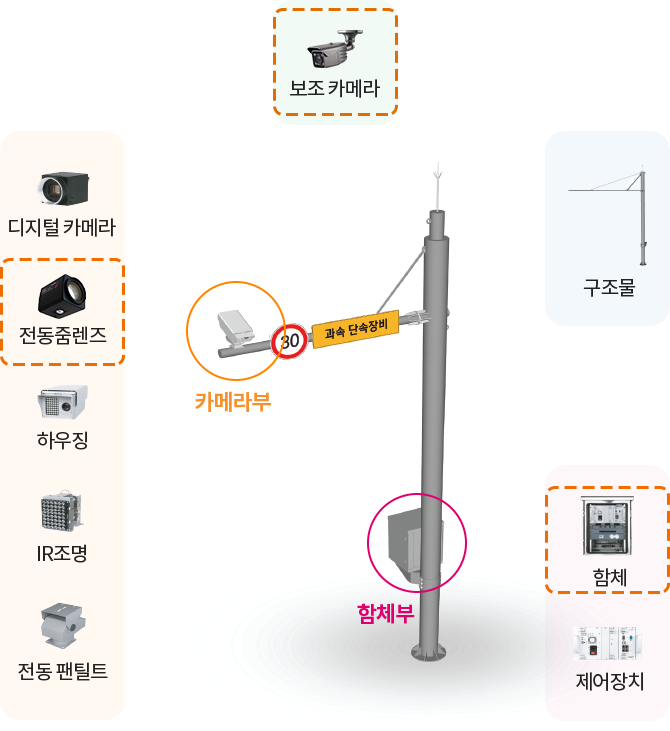 보조 카메라
디지털 카메라
전동줌렌즈
하우징
IR조명
전동 팬틸트
30
과속 단속장비
카메라부
함체부
구조물
함체
제어장치